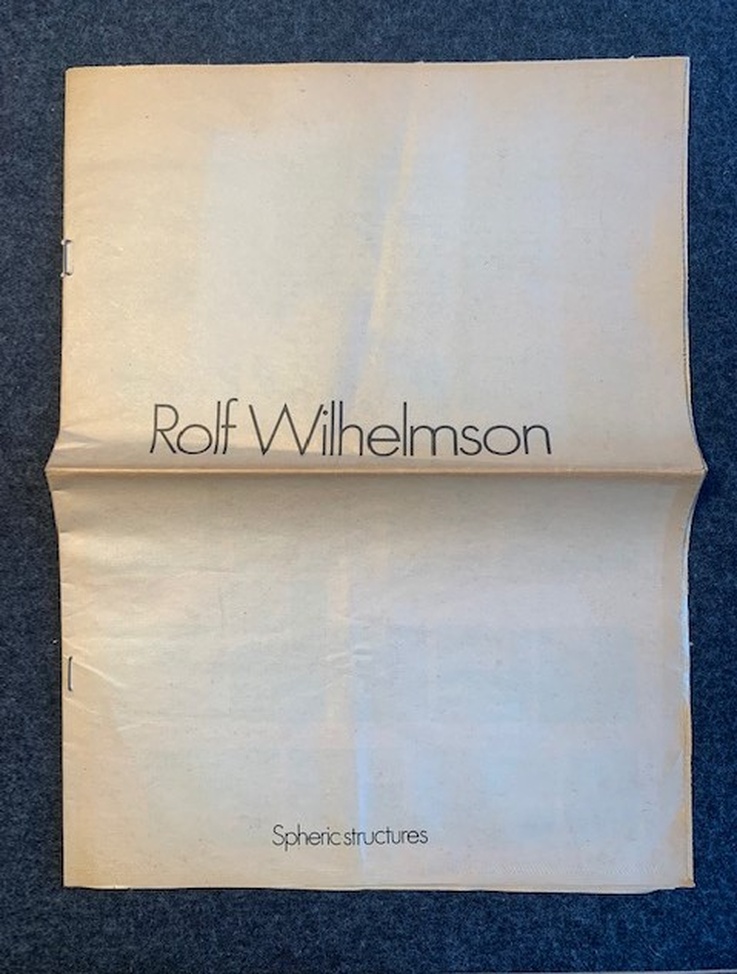 Rolf Wilhelmson
Spheric structures